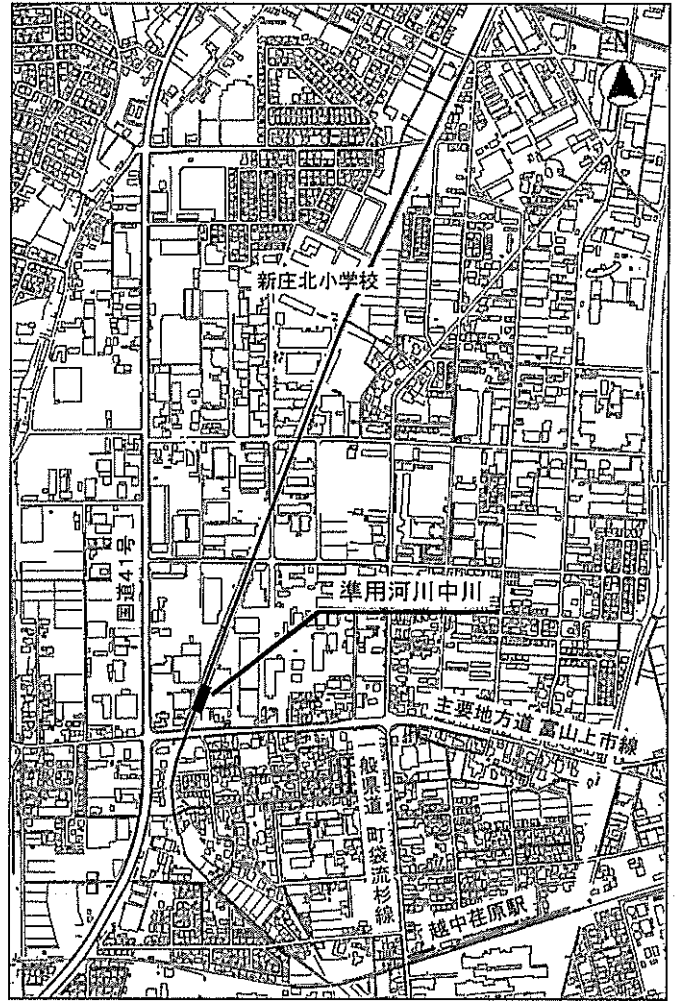 N
新庄北小学校
国道41号
準用河川中川
主要地方道 富山上市線
一般県道 町袋流杉線
越中荏原駅